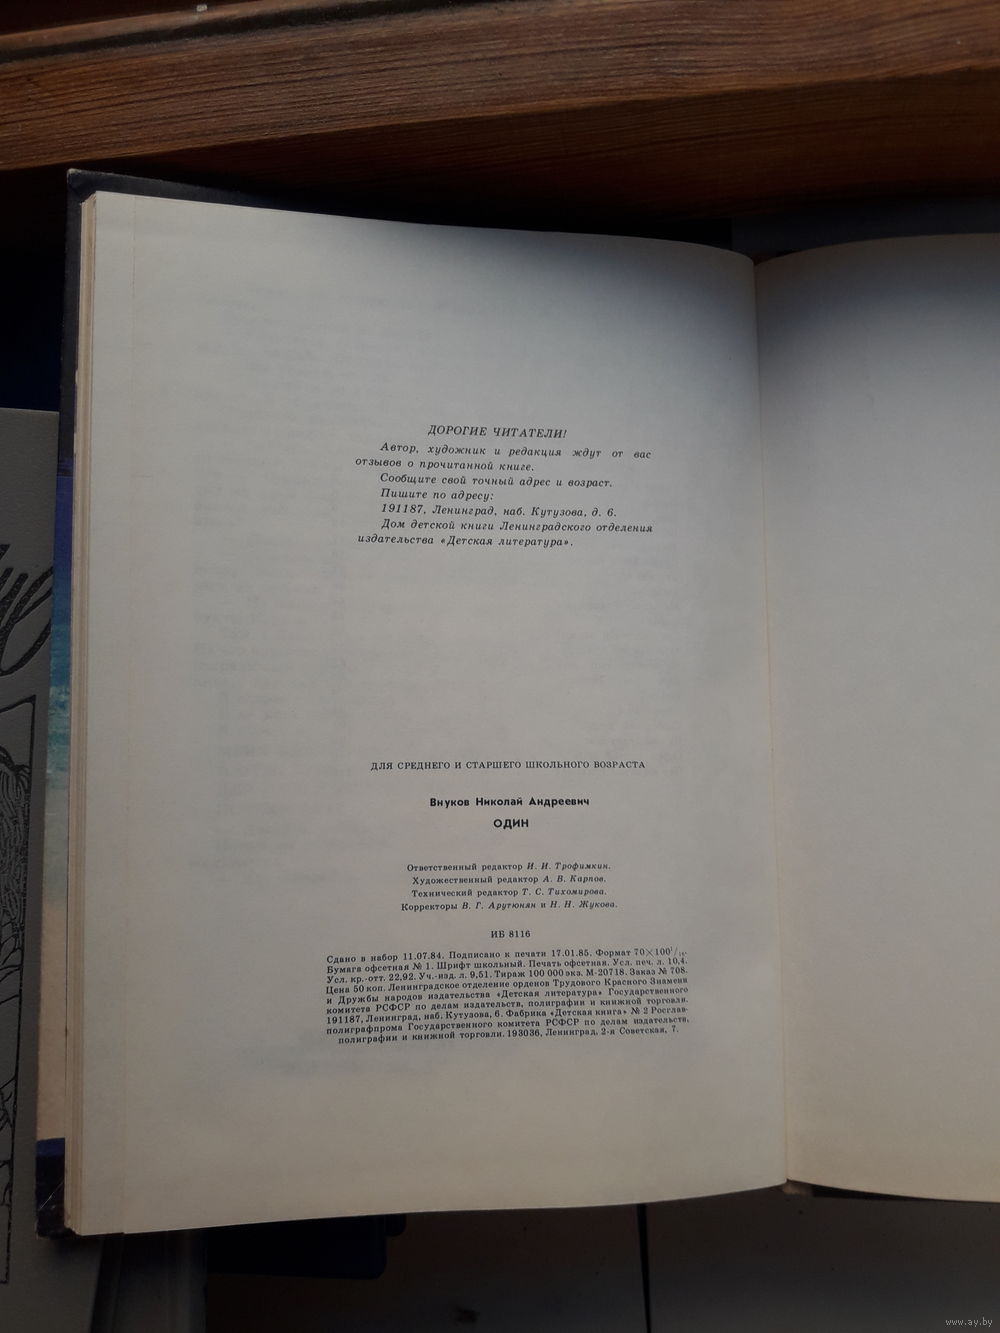 ДОРОГИЕ ЧИТАТЕЛИ!
Автор, художник и редакция ждут от вас
отзывов о прочитанной книге.
Сообщите свой точный адрес и возраст.
Пишите по адресу:
191187, Ленинград, наб. Кутузова, д. 6.
Дом детской книги Ленинградского отделения
издательства «Детская литература».
ДЛЯ СРЕДНЕГО И СТАРШЕГО ШКОЛЬНОГО ВОЗРАСТА
Внуков Николай Андреевич
ОДИН
Ответственный редактор И. И. Трофимкин.
Художественный редактор А. В. Карпов.
Технический редактор Т. С. Тихомирова.
Корректоры В. Г. Арутюнян и Н. Н. Жукова.
ИБ 8116
Сдано в набор 11.07.84. Подписано к печати 17.01.85. Формат 70×100¹/₁₆.
Бумага офсетная № 1. Шрифт школьный. Печать офсетная. Усл. печ. л. 10,4.
Усл. кр.-отт. 22,92. Уч.-изд. л. 9,51. Тираж 100 000 экз. М-20718. Заказ № 708.
Цена 50 коп. Ленинградское отделение орденов Трудового Красного Знамени
и Дружбы народов издательства «Детская литература» Государственного
комитета РСФСР по делам издательств, полиграфии и книжной торговли.
191187, Ленинград, наб. Кутузова, 6. Фабрика «Детская книга» № 2 Росглав-
полиграфпрома Государственного комитета РСФСР по делам издательств,
полиграфии и книжной торговли. 193036, Ленинград, 2-я Советская, 7.
www.ay.by